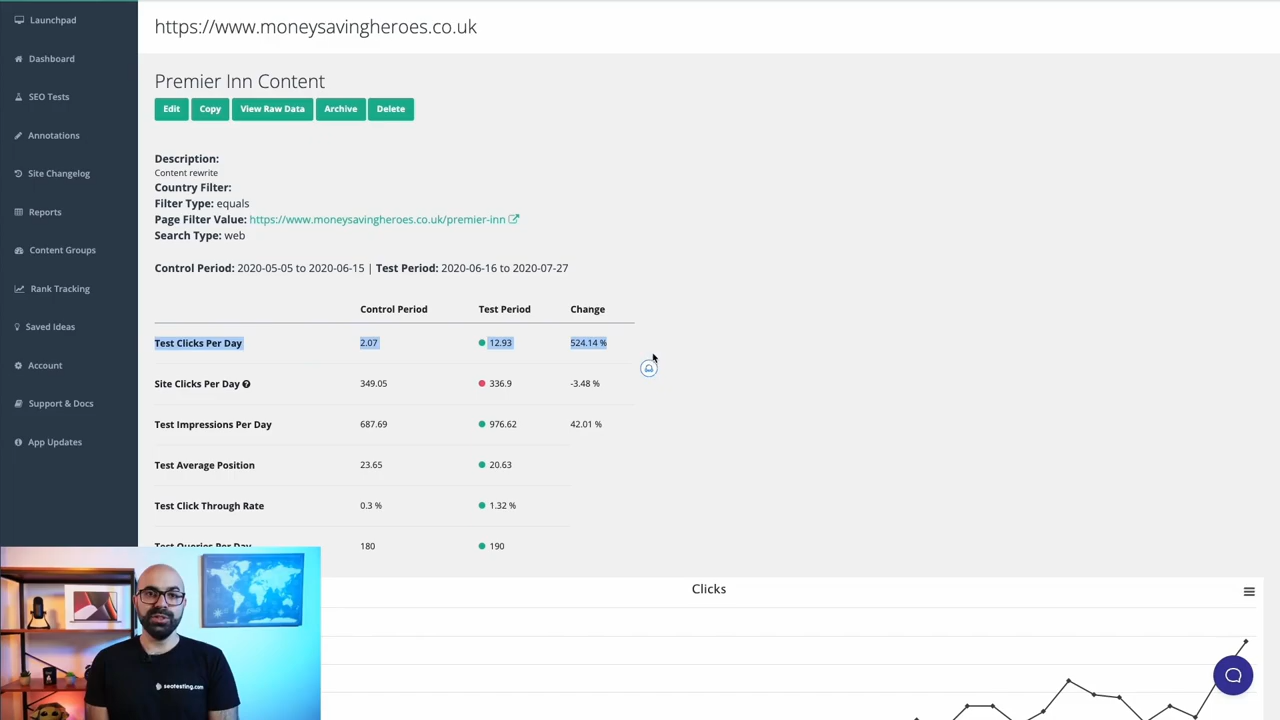 Launchpad
Dashboard
SEO Tests
Annotations
Site Changelog
Reports
Content Groups
Rank Tracking
Saved Ideas
Account
Support & Docs
App Updates
https://www.moneysavingheroes.co.uk
Premier Inn Content
Edit Copy View Raw Data Archive Delete
Description:
Content rewrite
Country Filter:
Filter Type: equals
Page Filter Value: https://www.moneysavingheroes.co.uk/premier-inn
Search Type: web
Control Period: 2020-05-05 to 2020-06-15 | Test Period: 2020-06-16 to 2020-07-27
Control Period Test Period Change
Test Clicks Per Day 2.07 12.93 524.14 %
Site Clicks Per Day 349.05 336.9 -3.48 %
Test Impressions Per Day 687.69 976.62 42.01 %
Test Average Position 23.65 20.63
Test Click Through Rate 0.3 % 1.32 %
Test Queries Per Day 180 190
Clicks
seotesting.com